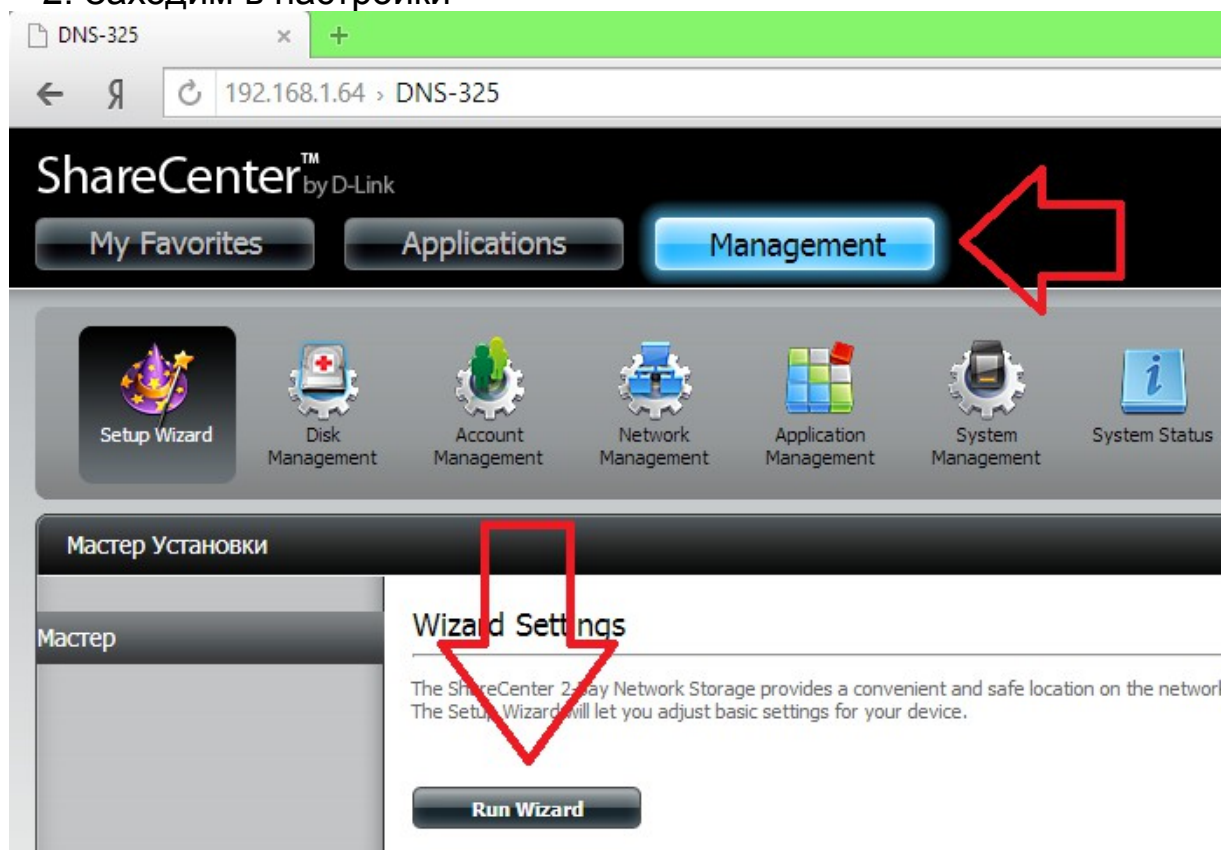 2. Заходим в настройки
DNS-325
192.168.1.64 › DNS-325
ShareCenter™ by D-Link
My Favorites Applications Management
Setup Wizard
Disk Management
Account Management
Network Management
Application Management
System Management
System Status
Мастер Установки
Мастер
Wizard Settings
The ShareCenter 2-Bay Network Storage provides a convenient and safe location on the network
The Setup Wizard will let you adjust basic settings for your device.
Run Wizard